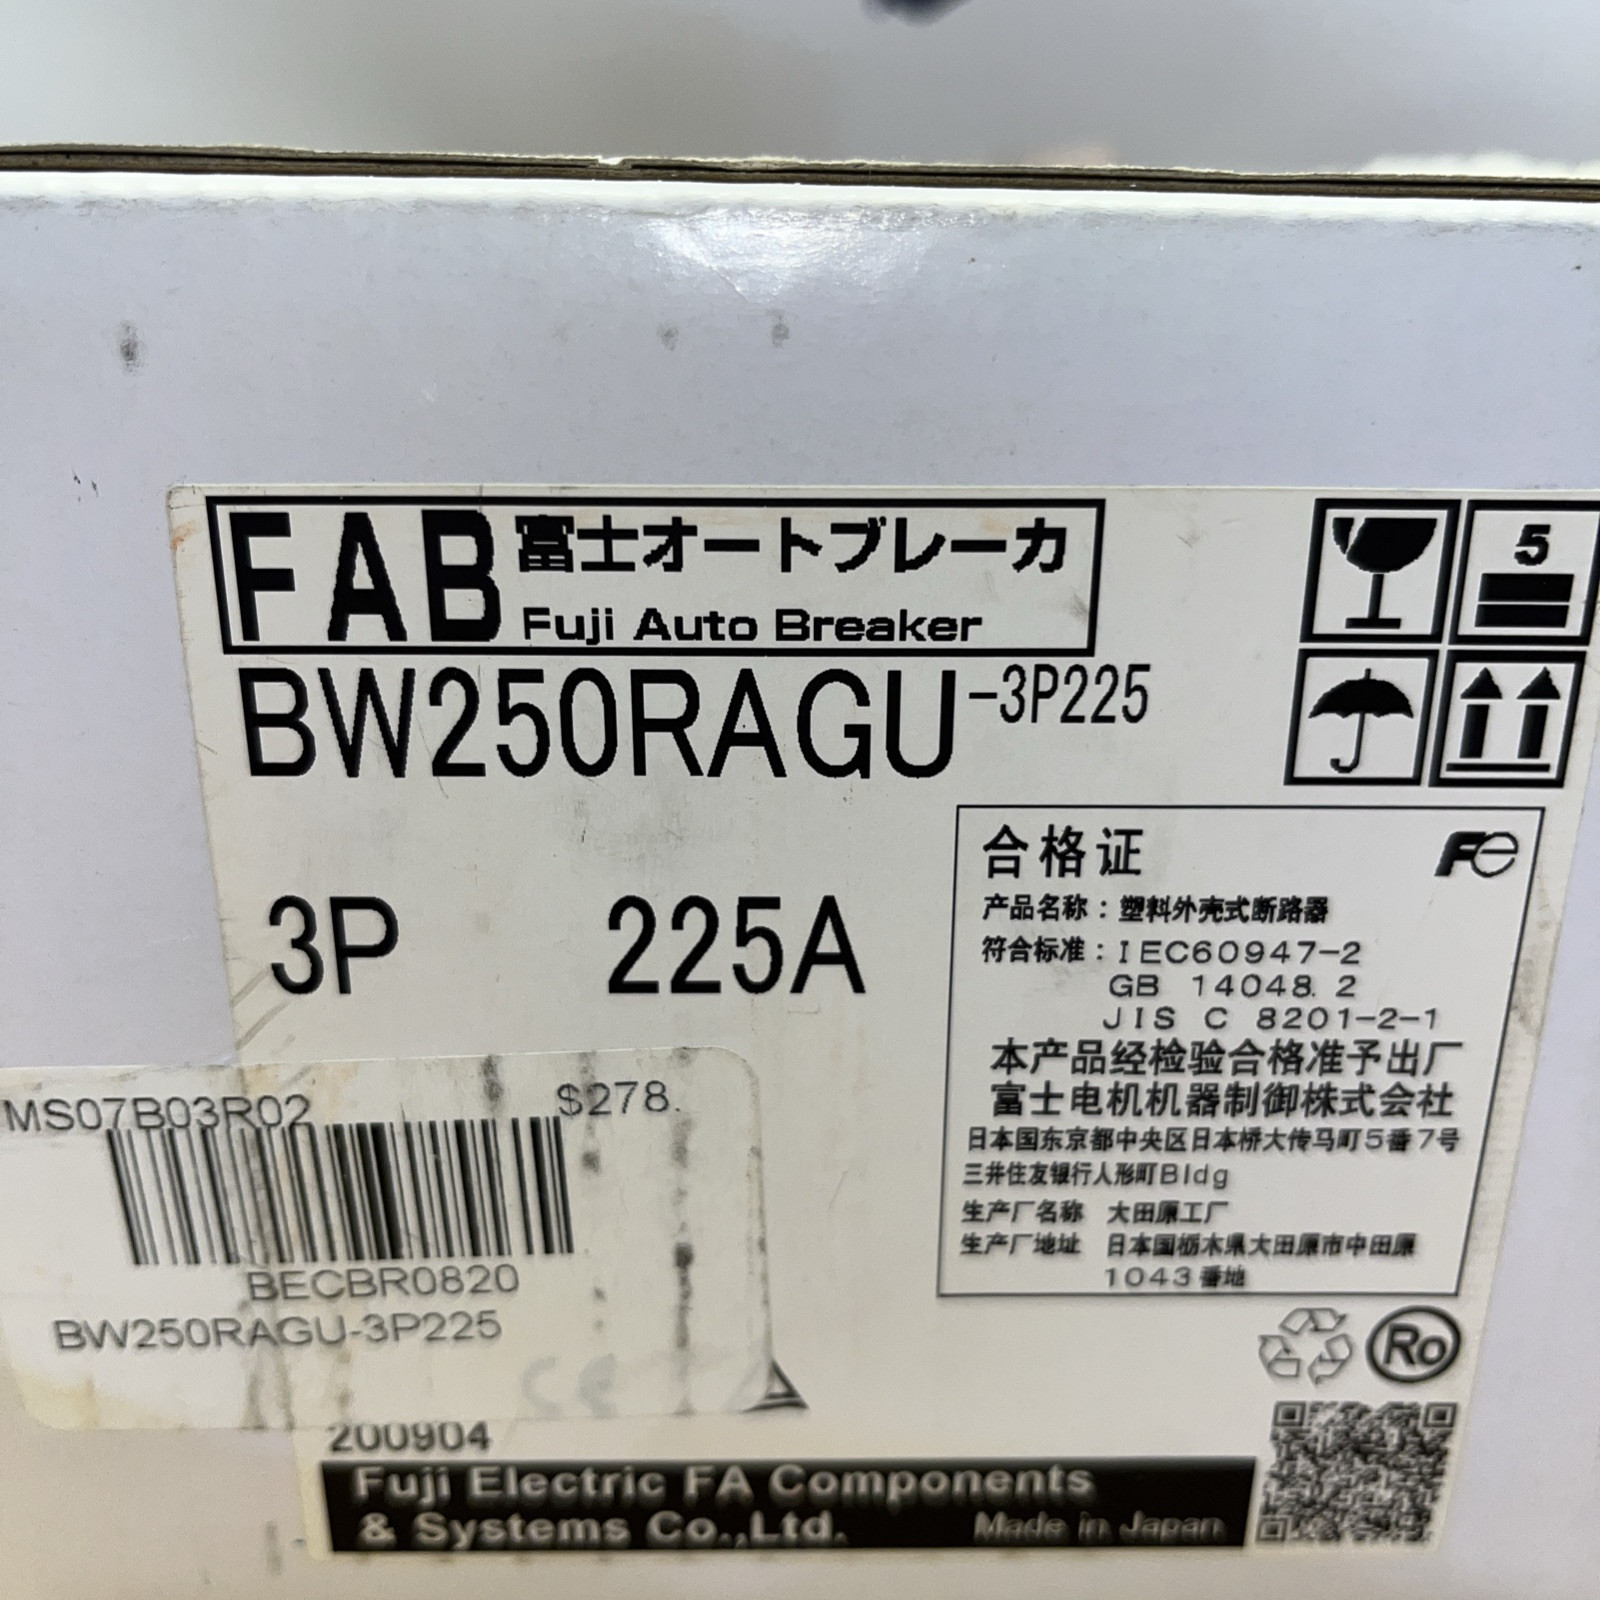 FAB 富士オートブレーカ
Fuji Auto Breaker
BW250RAGU-3P225
5
3P 225A
合格证 Fe
产品名称：塑料外壳式断路器
符合标准：IEC60947-2
GB 14048.2
JIS C 8201-2-1
本产品经检验合格准予出厂
富士电机机器制御株式会社
日本国东京都中央区日本桥大传马町5番7号
三井住友银行人形町Bldg
生产厂名称 大田原工厂
生产厂地址 日本国栃木県大田原市中田原
1043番地
MS07B03R02 $278.
BECBR0820
BW250RAGU-3P225
CE
Ro
200904
Fuji Electric FA Components
& Systems Co.,Ltd. Made in Japan